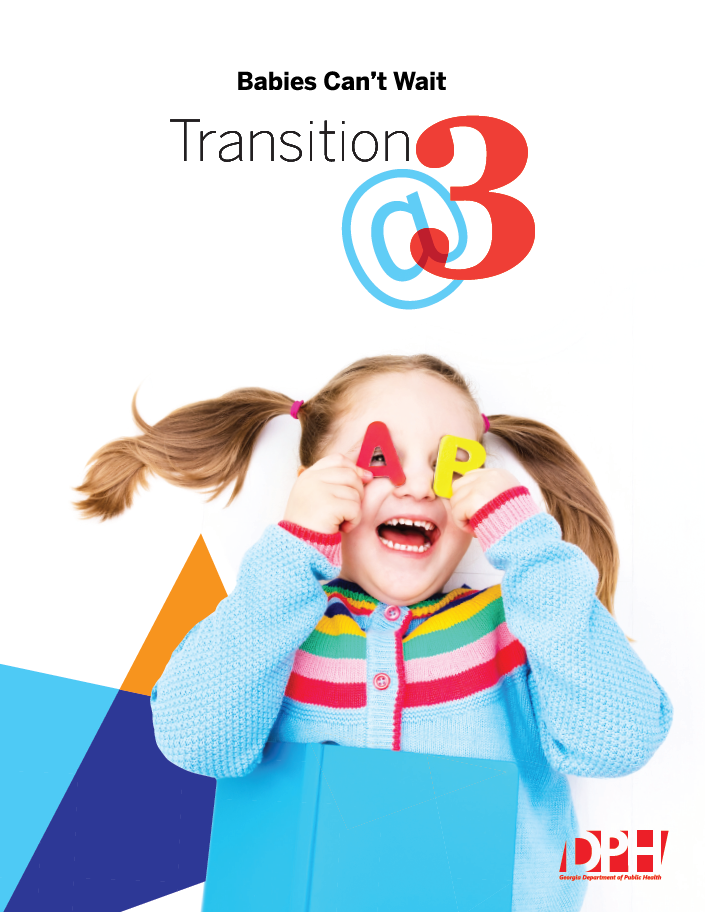 Babies Can't Wait
Transition
@3
A P
DPH
Georgia Department of Public Health